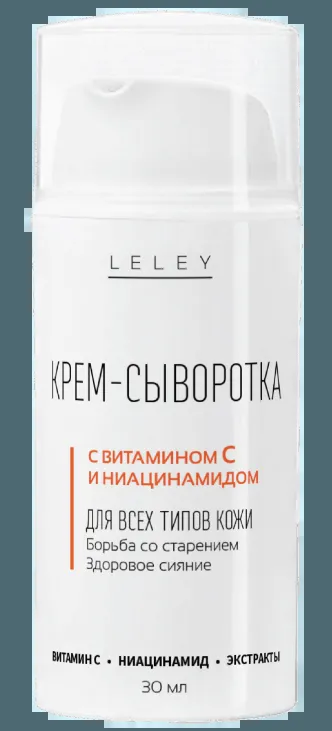 LELEY
КРЕМ-СЫВОРОТКА
С ВИТАМИНОМ С
И НИАЦИНАМИДОМ
ДЛЯ ВСЕХ ТИПОВ КОЖИ
Борьба со старением
Здоровое сияние
ВИТАМИН С • НИАЦИНАМИД • ЭКСТРАКТЫ
30 мл